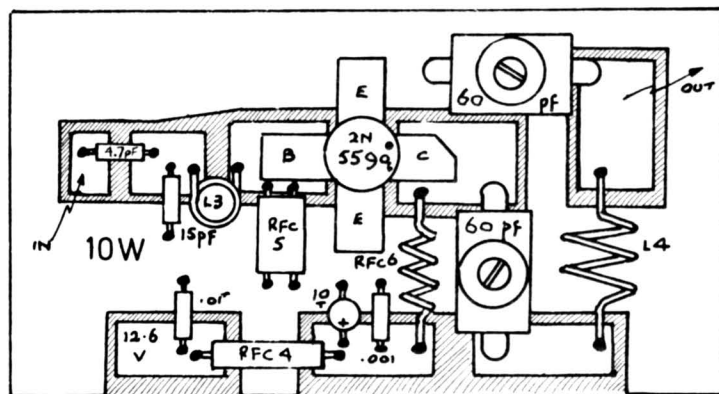 E
60 pf
OUT
4.7pF
B
2N
5599
C
L3
IN
15pf
E
RFC
5
RFC6
60 pf
L4
10W
.01T
10
T
+
12.6
V
RFC 4
.001